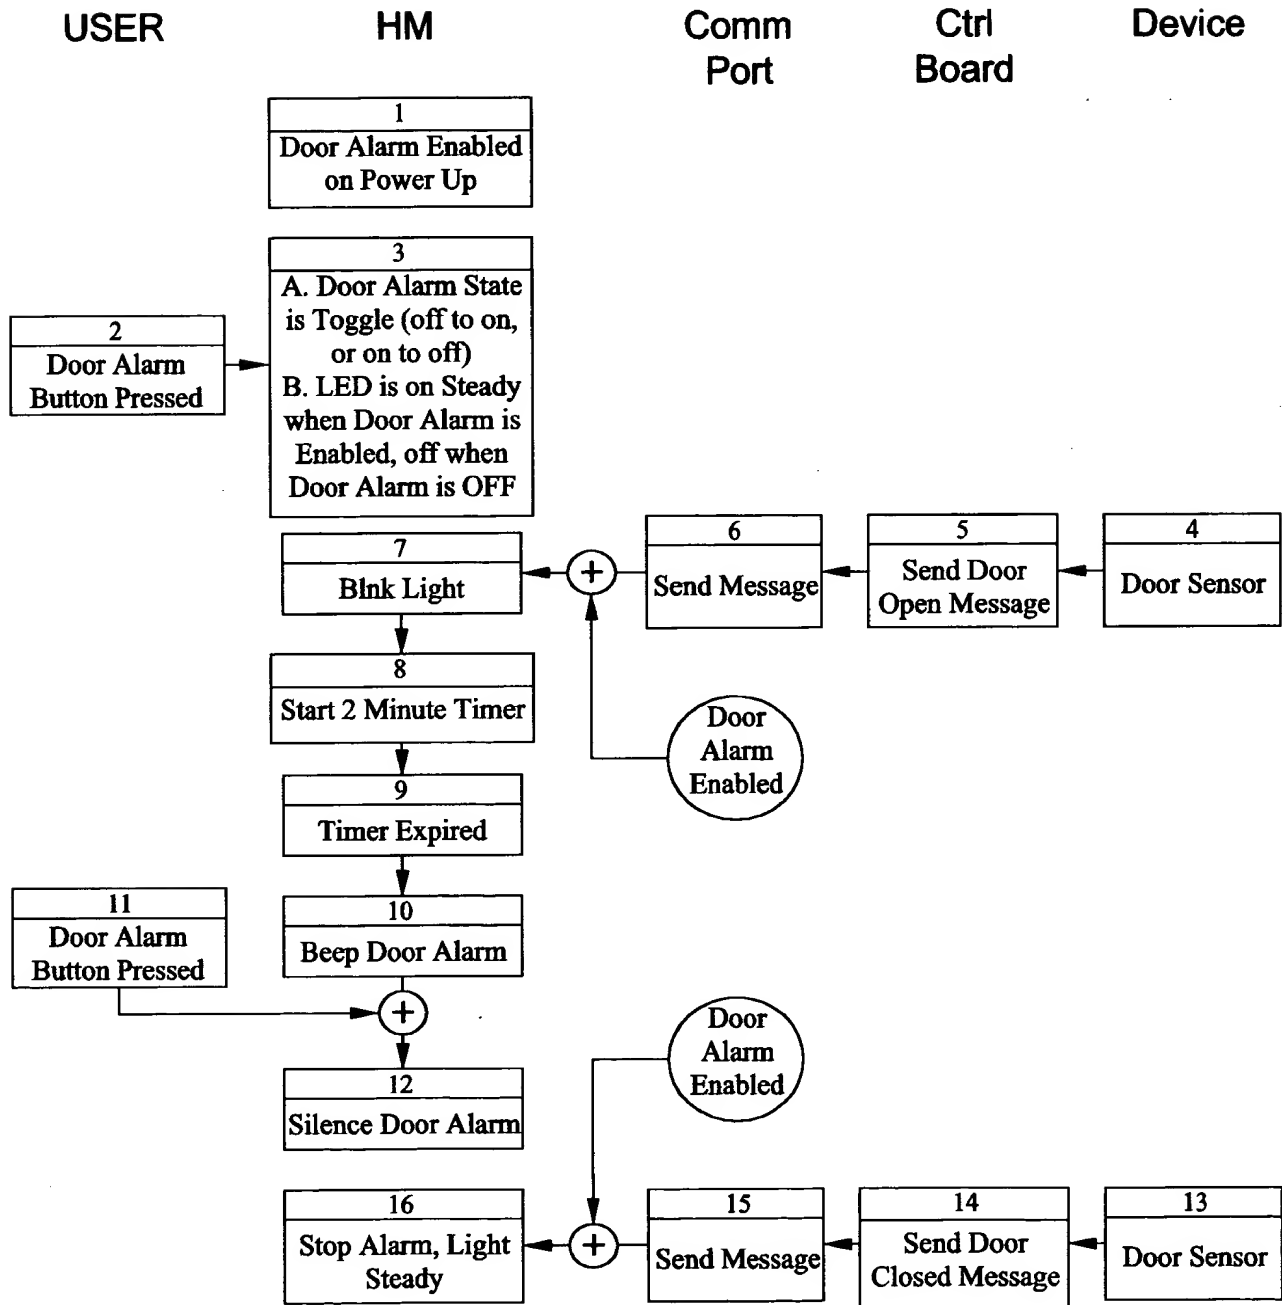 USER
HM
Comm
Port
Ctrl
Board
Device
1
Door Alarm Enabled
on Power Up
3
A. Door Alarm State
is Toggle (off to on,
or on to off)
B. LED is on Steady
when Door Alarm is
Enabled, off when
Door Alarm is OFF
2
Door Alarm
Button Pressed
7
Blnk Light
+
6
Send Message
5
Send Door
Open Message
4
Door Sensor
8
Start 2 Minute Timer
Door
Alarm
Enabled
9
Timer Expired
11
Door Alarm
Button Pressed
10
Beep Door Alarm
+
Door
Alarm
Enabled
12
Silence Door Alarm
16
Stop Alarm, Light
Steady
+
15
Send Message
14
Send Door
Closed Message
13
Door Sensor